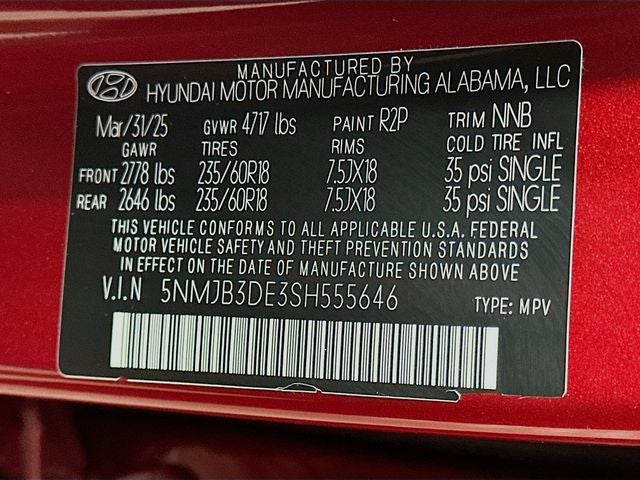 MANUFACTURED BY
HYUNDAI MOTOR MANUFACTURING ALABAMA, LLC
Mar/31/25 GVWR 4717 lbs PAINT R2P TRIM NNB
GAWR TIRES RIMS COLD TIRE INFL
FRONT 2778 lbs 235/60R18 7.5JX18 35 psi SINGLE
REAR 2646 lbs 235/60R18 7.5JX18 35 psi SINGLE
THIS VEHICLE CONFORMS TO ALL APPLICABLE U.S.A. FEDERAL
MOTOR VEHICLE SAFETY AND THEFT PREVENTION STANDARDS
IN EFFECT ON THE DATE OF MANUFACTURE SHOWN ABOVE
V.I.N 5NMJB3DE3SH555646 TYPE: MPV